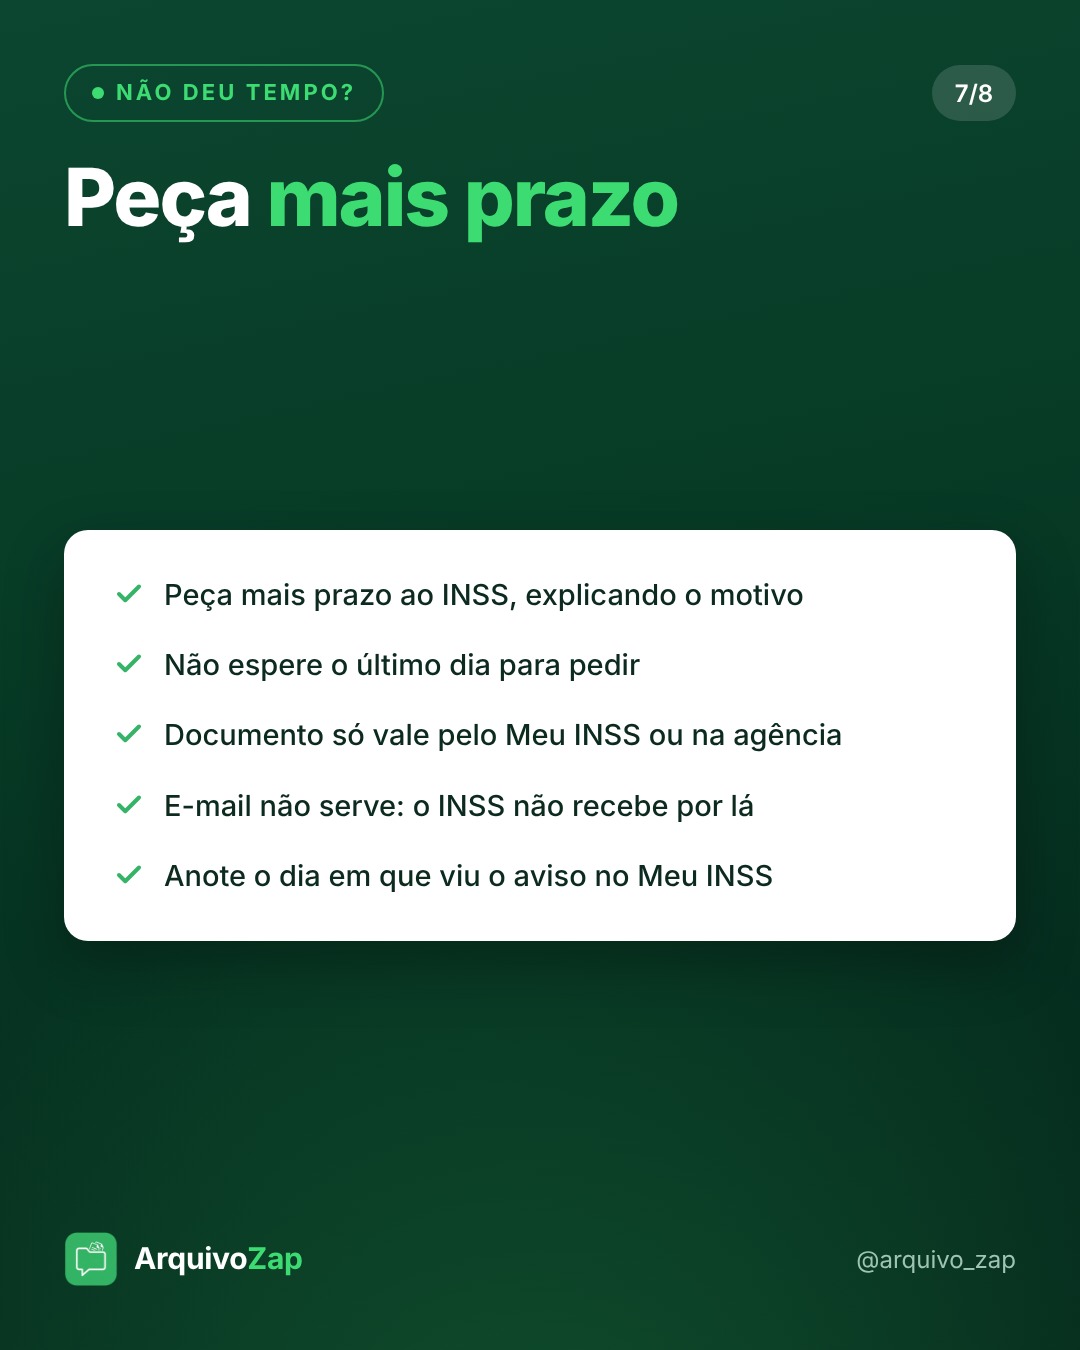 NÃO DEU TEMPO?
7/8
Peça mais prazo
Peça mais prazo ao INSS, explicando o motivo
Não espere o último dia para pedir
Documento só vale pelo Meu INSS ou na agência
E-mail não serve: o INSS não recebe por lá
Anote o dia em que viu o aviso no Meu INSS
ArquivoZap
@arquivo_zap